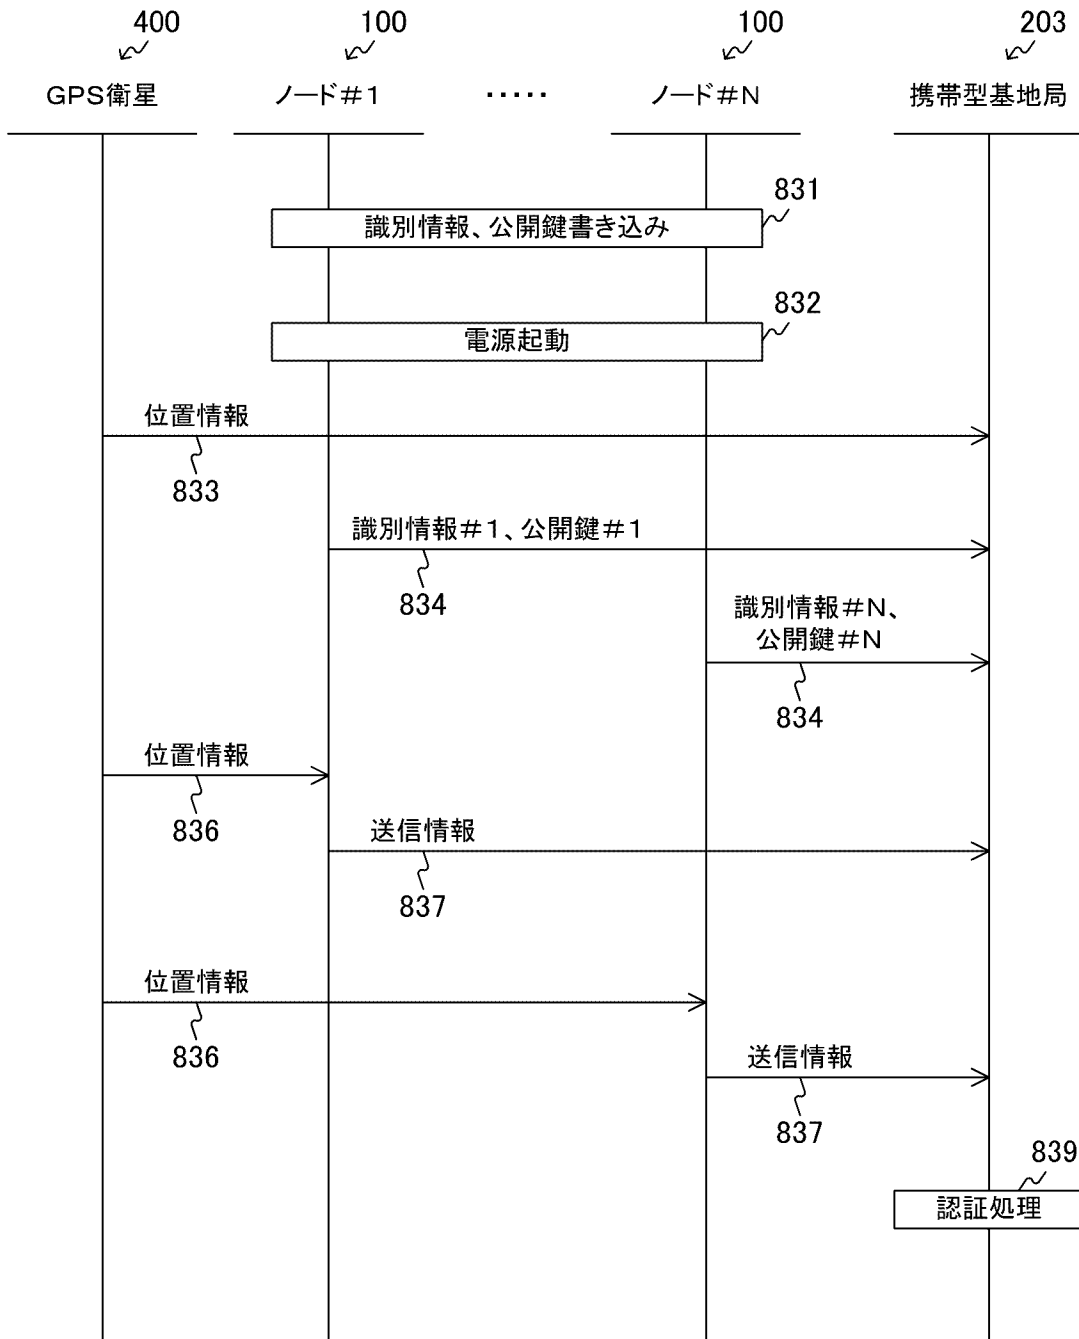 400
100
100
203
GPS衛星
ノード＃1
・・・・・
ノード＃N
携帯型基地局
831
識別情報、公開鍵書き込み
832
電源起動
位置情報
833
識別情報＃1、公開鍵＃1
834
識別情報＃N、
公開鍵＃N
834
位置情報
836
送信情報
837
位置情報
836
送信情報
837
839
認証処理